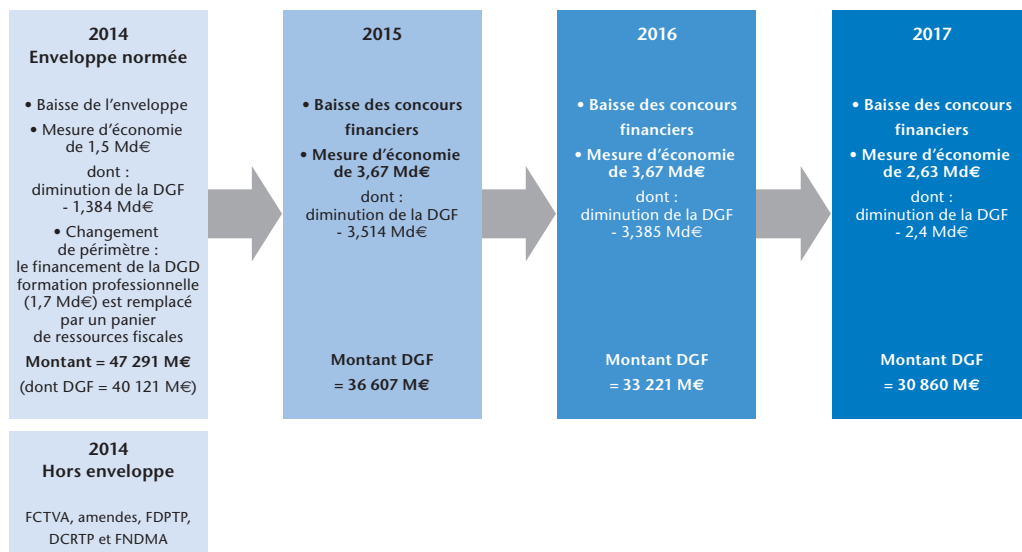 2014
Enveloppe normée
• Baisse de l'enveloppe
• Mesure d'économie
de 1,5 Md€
dont :
diminution de la DGF
- 1,384 Md€
• Changement
de périmètre :
le financement de la DGD
formation professionnelle
(1,7 Md€) est remplacé
par un panier
de ressources fiscales
Montant = 47 291 M€
(dont DGF = 40 121 M€)
2014
Hors enveloppe
FCTVA, amendes, FDPTP,
DCRTP et FNDMA
2015
• Baisse des concours
financiers
• Mesure d'économie
de 3,67 Md€
dont :
diminution de la DGF
- 3,514 Md€
Montant DGF
= 36 607 M€
2016
• Baisse des concours
financiers
• Mesure d'économie
de 3,67 Md€
dont :
diminution de la DGF
- 3,385 Md€
Montant DGF
= 33 221 M€
2017
• Baisse des concours
financiers
• Mesure d'économie
de 2,63 Md€
dont :
diminution de la DGF
- 2,4 Md€
Montant DGF
= 30 860 M€